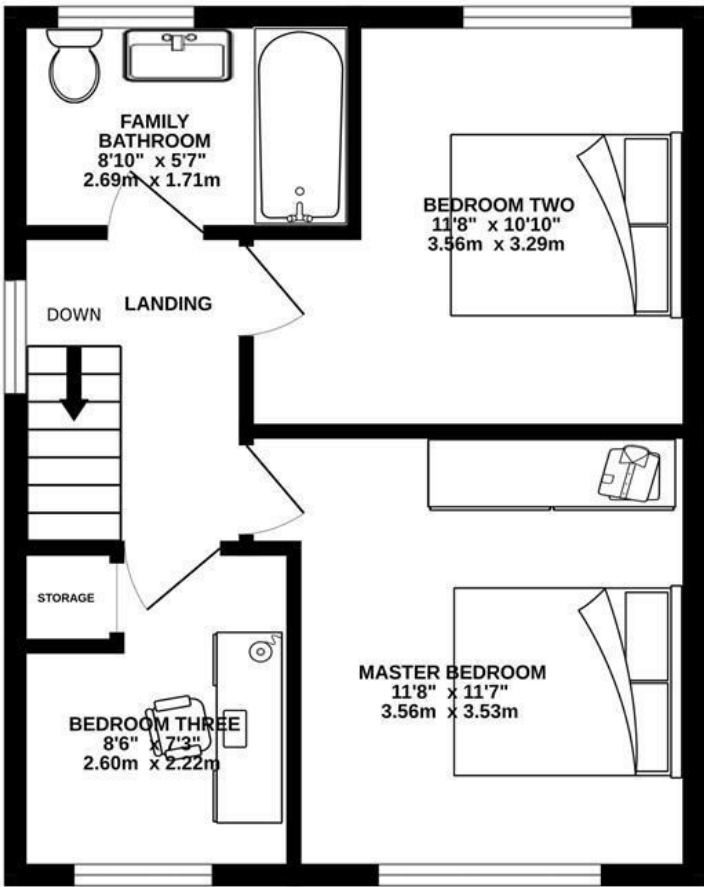 FAMILY
BATHROOM
8'10" x 5'7"
2.69m x 1.71m
BEDROOM TWO
11'8" x 10'10"
3.56m x 3.29m
LANDING
DOWN
STORAGE
MASTER BEDROOM
11'8" x 11'7"
3.56m x 3.53m
BEDROOM THREE
8'6" x 7'3"
2.60m x 2.22m